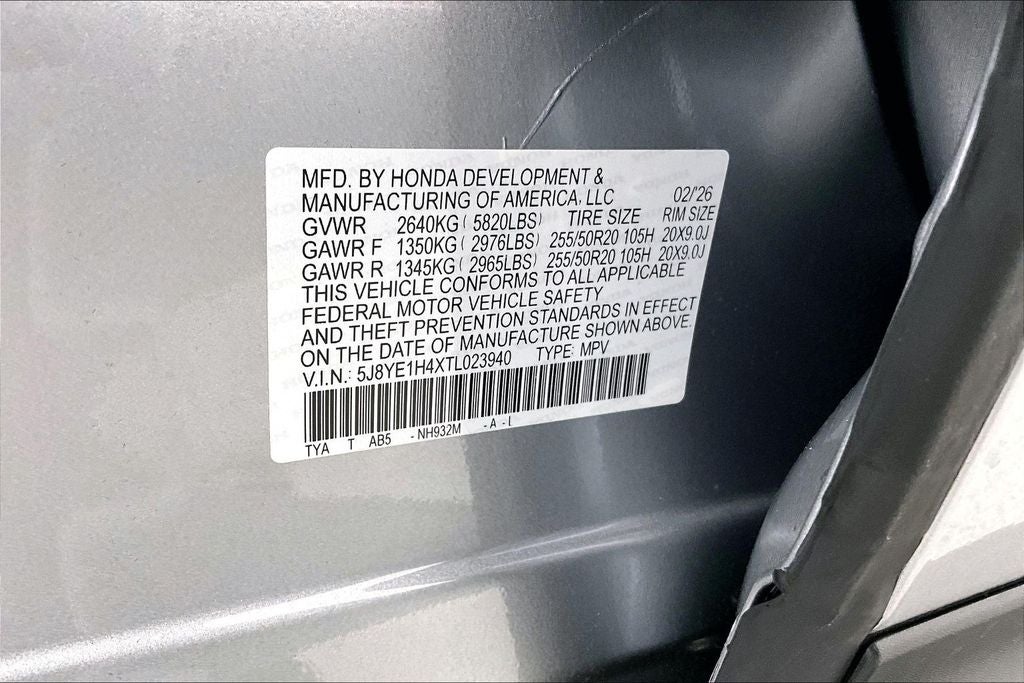 MFD. BY HONDA DEVELOPMENT &
MANUFACTURING OF AMERICA, LLC 02/'26
GVWR 2640KG ( 5820LBS) TIRE SIZE RIM SIZE
GAWR F 1350KG ( 2976LBS) 255/50R20 105H 20X9.0J
GAWR R 1345KG ( 2965LBS) 255/50R20 105H 20X9.0J
THIS VEHICLE CONFORMS TO ALL APPLICABLE
FEDERAL MOTOR VEHICLE SAFETY
AND THEFT PREVENTION STANDARDS IN EFFECT
ON THE DATE OF MANUFACTURE SHOWN ABOVE.
V.I.N.: 5J8YE1H4XTL023940 TYPE: MPV
TYA T AB5 -NH932M -A -L